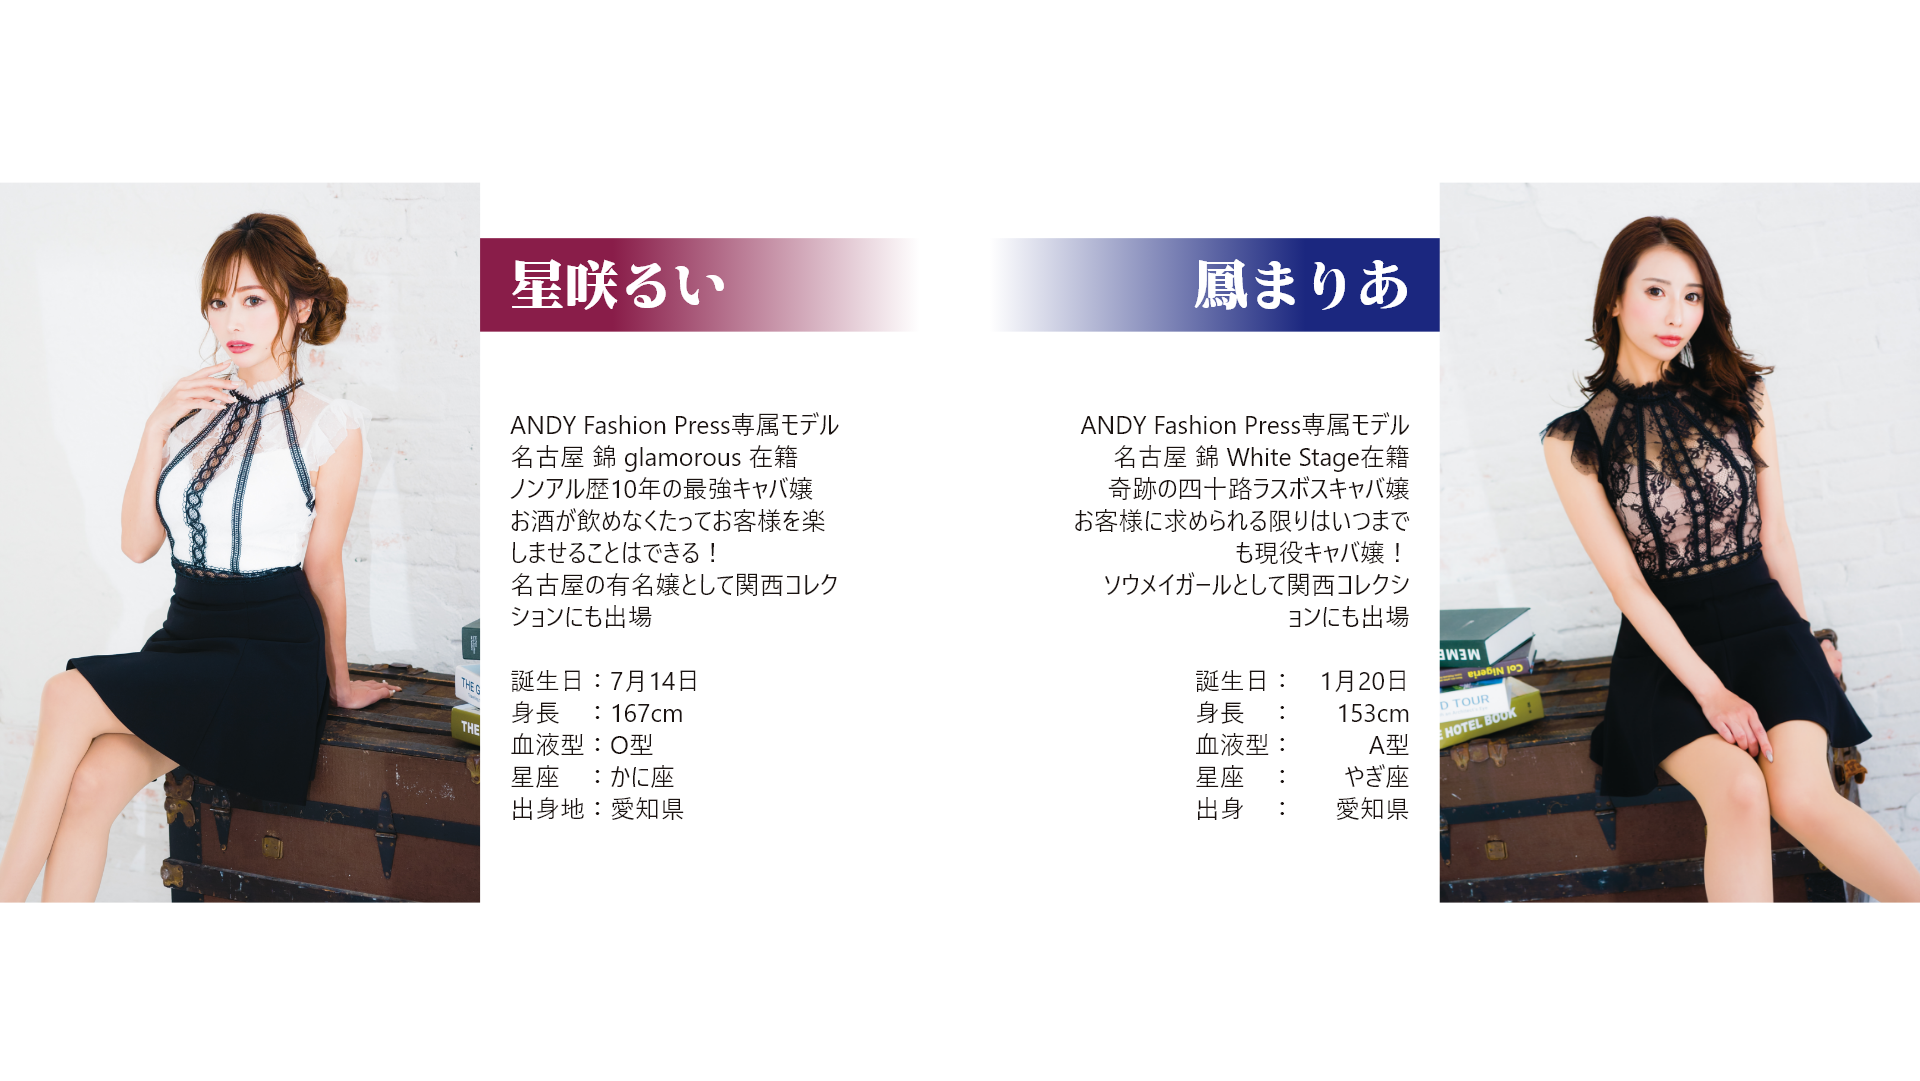 星咲るい
ANDY Fashion Press専属モデル
名古屋 錦 glamorous 在籍
ノンアル歴10年の最強キャバ嬢
お酒が飲めなくたってお客様を楽
しませることはできる！
名古屋の有名嬢として関西コレク
ションにも出場
誕生日：7月14日
身長　：167cm
血液型：O型
星座　：かに座
出身地：愛知県
鳳まりあ
ANDY Fashion Press専属モデル
名古屋 錦 White Stage在籍
奇跡の四十路ラスボスキャバ嬢
お客様に求められる限りはいつまで
も現役キャバ嬢！
ソウメイガールとして関西コレクシ
ョンにも出場
誕生日：　1月20日
身長　：　153cm
血液型：　A型
星座　：　やぎ座
出身　：　愛知県
THE G
THE
MEMEN
Col Nigeria
D TOUR
E HOTEL BOOK